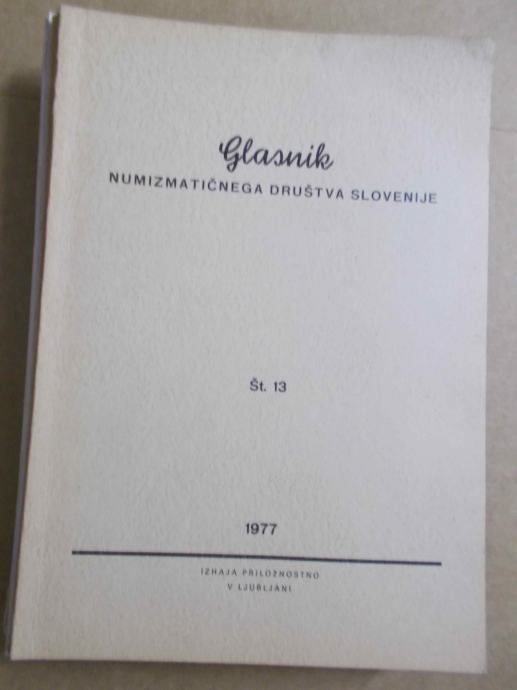 Glasnik
NUMIZMATIČNEGA DRUŠTVA SLOVENIJE
Št. 13
1977
IZHAJA PRILOŽNOSTNO
V LJUBLJANI